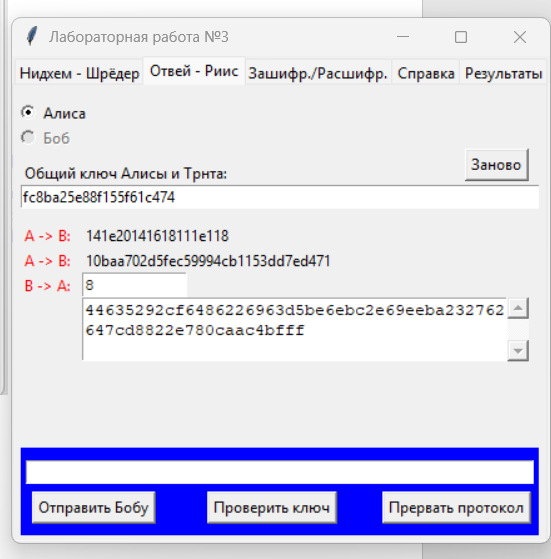 Лабораторная работа №3
Нидхем - Шрёдер Отвей - Риис Зашифр./Расшифр. Справка Результаты
Алиса
Боб
Заново
Общий ключ Алисы и Трнта:
fc8ba25e88f155f61c474
A -> B: 141e20141618111e118
A -> B: 10baa702d5fec59994cb1153dd7ed471
B -> A: 8
44635292cf6486226963d5be6ebc2e69eeba232762
647cd8822e780caac4bfff
Отправить Бобу Проверить ключ Прервать протокол